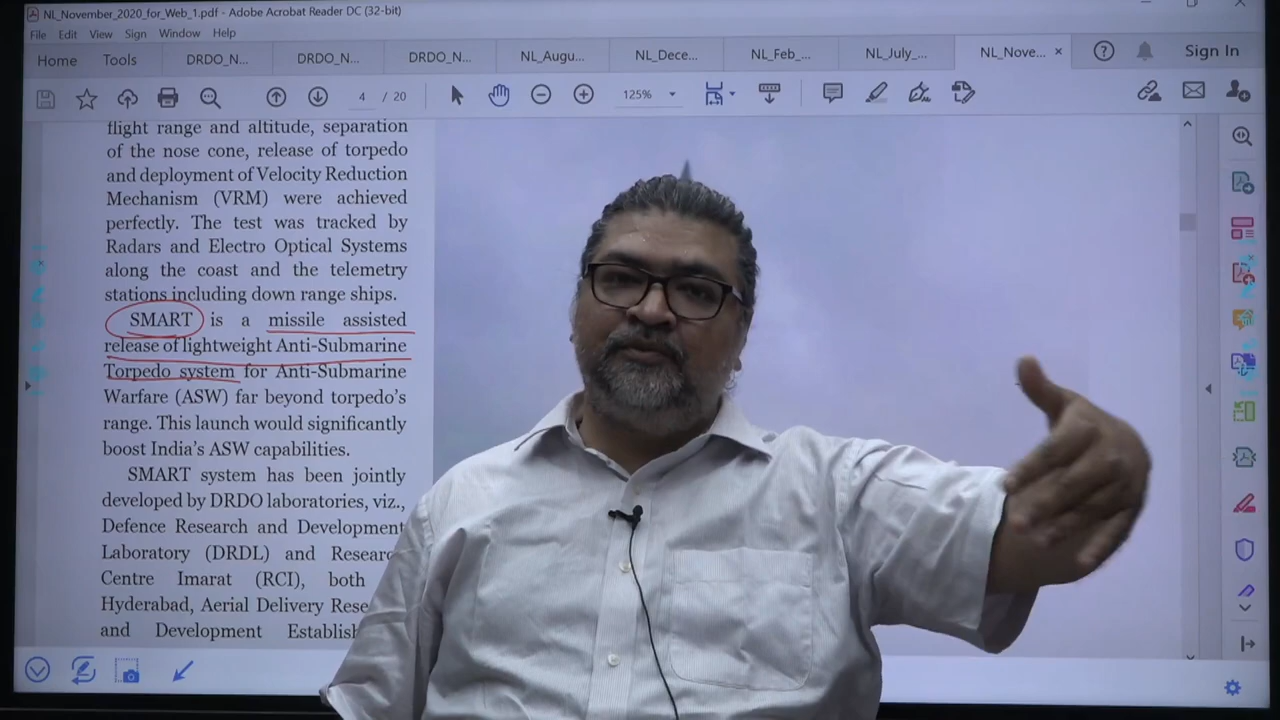 NL_November_2020_for_Web_1.pdf - Adobe Acrobat Reader DC (32-bit)
File Edit View Sign Window Help
Home Tools DRDO_N... DRDO_N... DRDO_N... NL_Augu... NL_Dece... NL_Feb_... NL_July_... NL_Nove... × Sign In
4 / 20 125%
flight range and altitude, separation
of the nose cone, release of torpedo
and deployment of Velocity Reduction
Mechanism (VRM) were achieved
perfectly. The test was tracked by
Radars and Electro Optical Systems
along the coast and the telemetry
stations including down range ships.
SMART is a missile assisted
release of lightweight Anti-Submarine
Torpedo system for Anti-Submarine
Warfare (ASW) far beyond torpedo's
range. This launch would significantly
boost India's ASW capabilities.
SMART system has been jointly
developed by DRDO laboratories, viz.,
Defence Research and Development
Laboratory (DRDL) and Researc
Centre Imarat (RCI), both
Hyderabad, Aerial Delivery Rese
and Development Establis